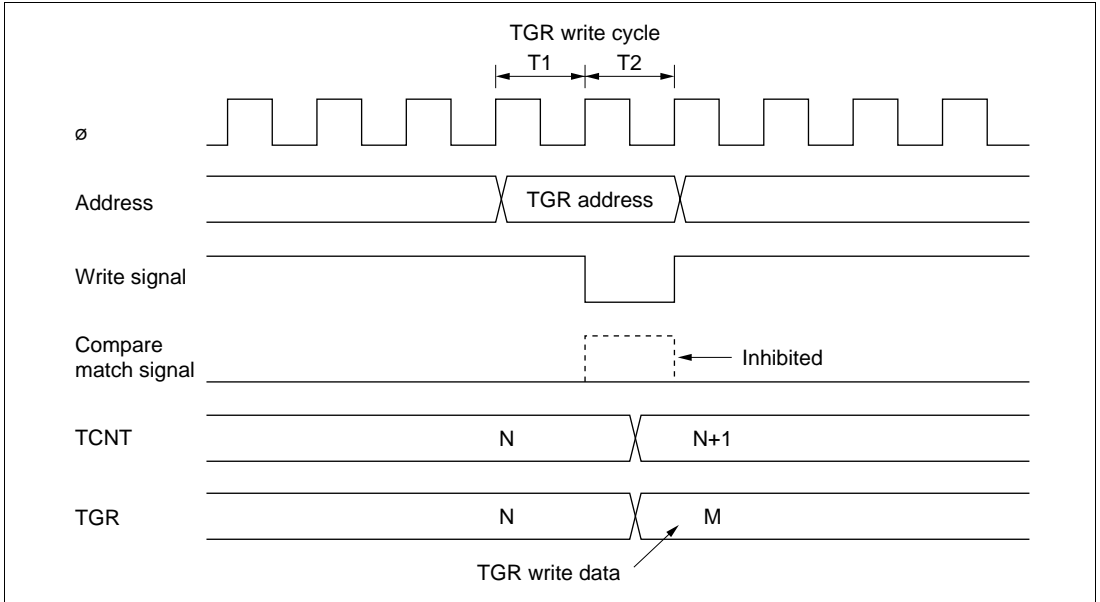 TGR write cycle
T1 T2
ø
Address TGR address
Write signal
Compare
match signal Inhibited
TCNT N N+1
TGR N M
TGR write data